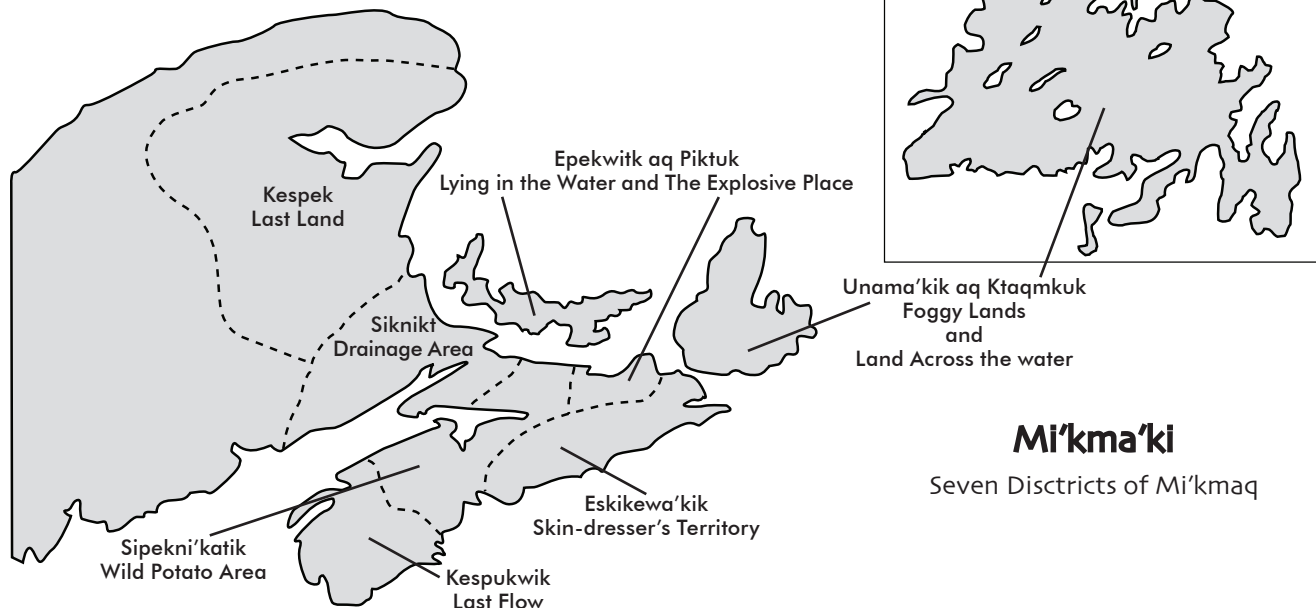 Epekwitk aq Piktuk
Lying in the Water and The Explosive Place
Kespek
Last Land
Unama'kik aq Ktaqmkuk
Foggy Lands
and
Land Across the water
Siknikt
Drainage Area
Mi'kma'ki
Seven Disctricts of Mi'kmaq
Eskikewa'kik
Skin-dresser's Territory
Sipekni'katik
Wild Potato Area
Kespukwik
Last Flow